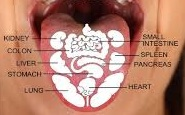 KIDNEY
COLON
LIVER
STOMACH
LUNG
SMALL
INTESTINE
SPLEEN
PANCREAS
HEART